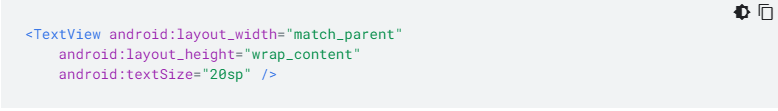 <TextView android:layout_width="match_parent"
    android:layout_height="wrap_content"
    android:textSize="20sp" />